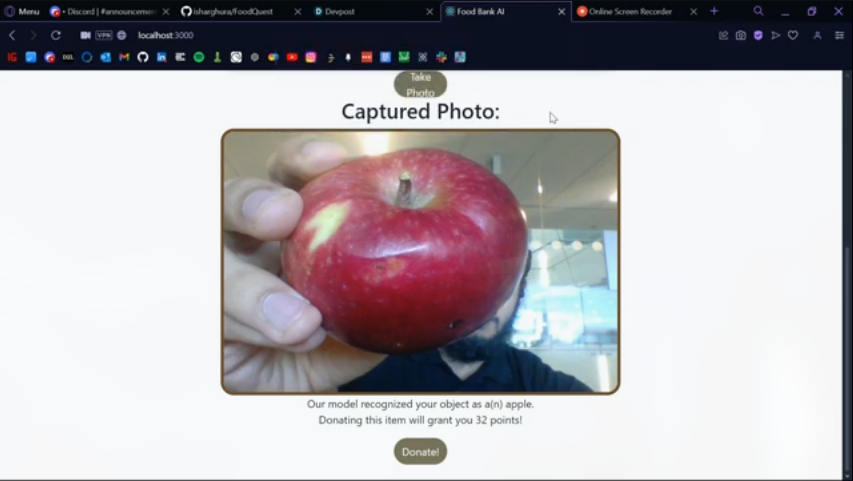 Menu
• Discord | #announcemen
isharghura/FoodQuest
Devpost
Food Bank AI
Online Screen Recorder
VPN
localhost:3000
Take
Photo
Captured Photo:
Our model recognized your object as a(n) apple.
Donating this item will grant you 32 points!
Donate!